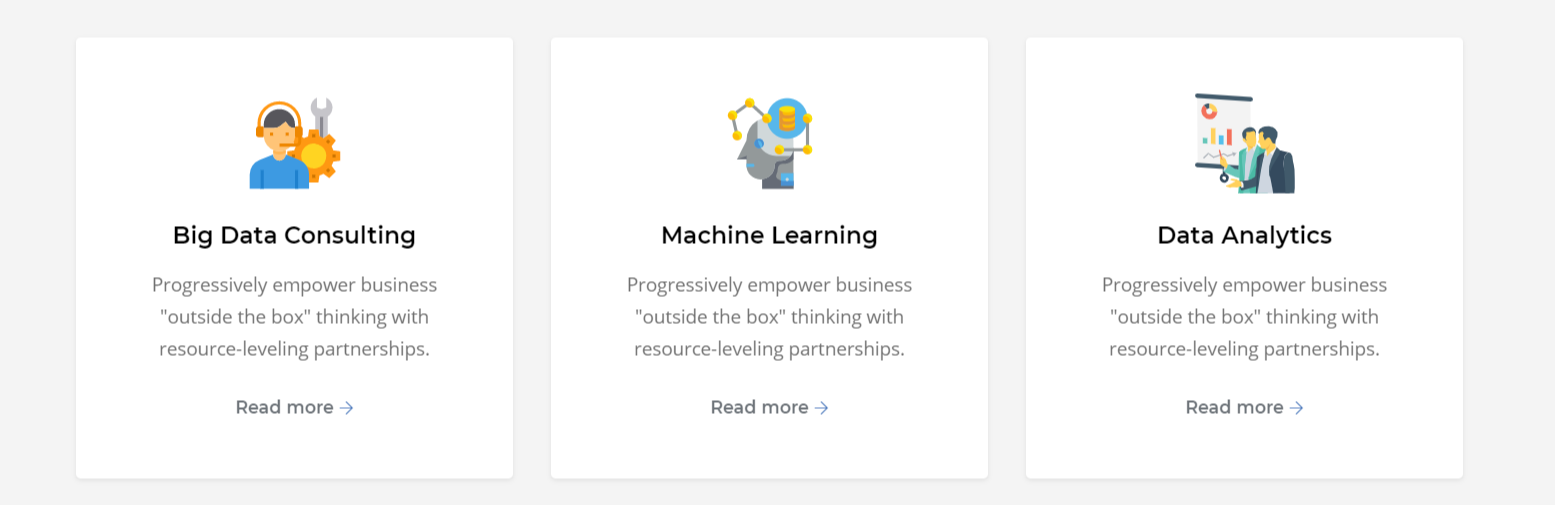 Big Data Consulting
Progressively empower business
"outside the box" thinking with
resource-leveling partnerships.
Read more →
Machine Learning
Progressively empower business
"outside the box" thinking with
resource-leveling partnerships.
Read more →
Data Analytics
Progressively empower business
"outside the box" thinking with
resource-leveling partnerships.
Read more →